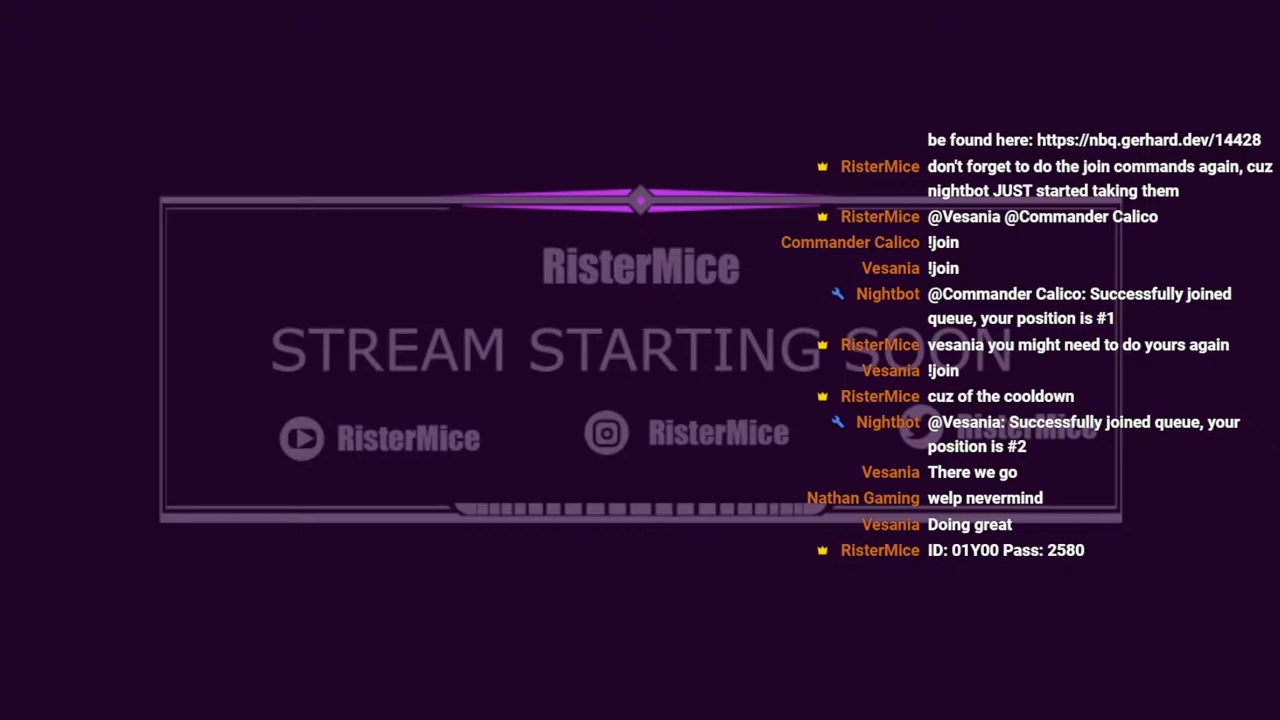 be found here: https://nbq.gerhard.dev/14428
RisterMice don't forget to do the join commands again, cuz
nightbot JUST started taking them
RisterMice @Vesania @Commander Calico
Commander Calico !join
Vesania !join
Nightbot @Commander Calico: Successfully joined
queue, your position is #1
RisterMice vesania you might need to do yours again
Vesania !join
RisterMice cuz of the cooldown
Nightbot @Vesania: Successfully joined queue, your
position is #2
Vesania There we go
Nathan Gaming welp nevermind
Vesania Doing great
RisterMice ID: 01Y00 Pass: 2580
RisterMice
STREAM STARTING SOON
RisterMice
RisterMice
RisterMice